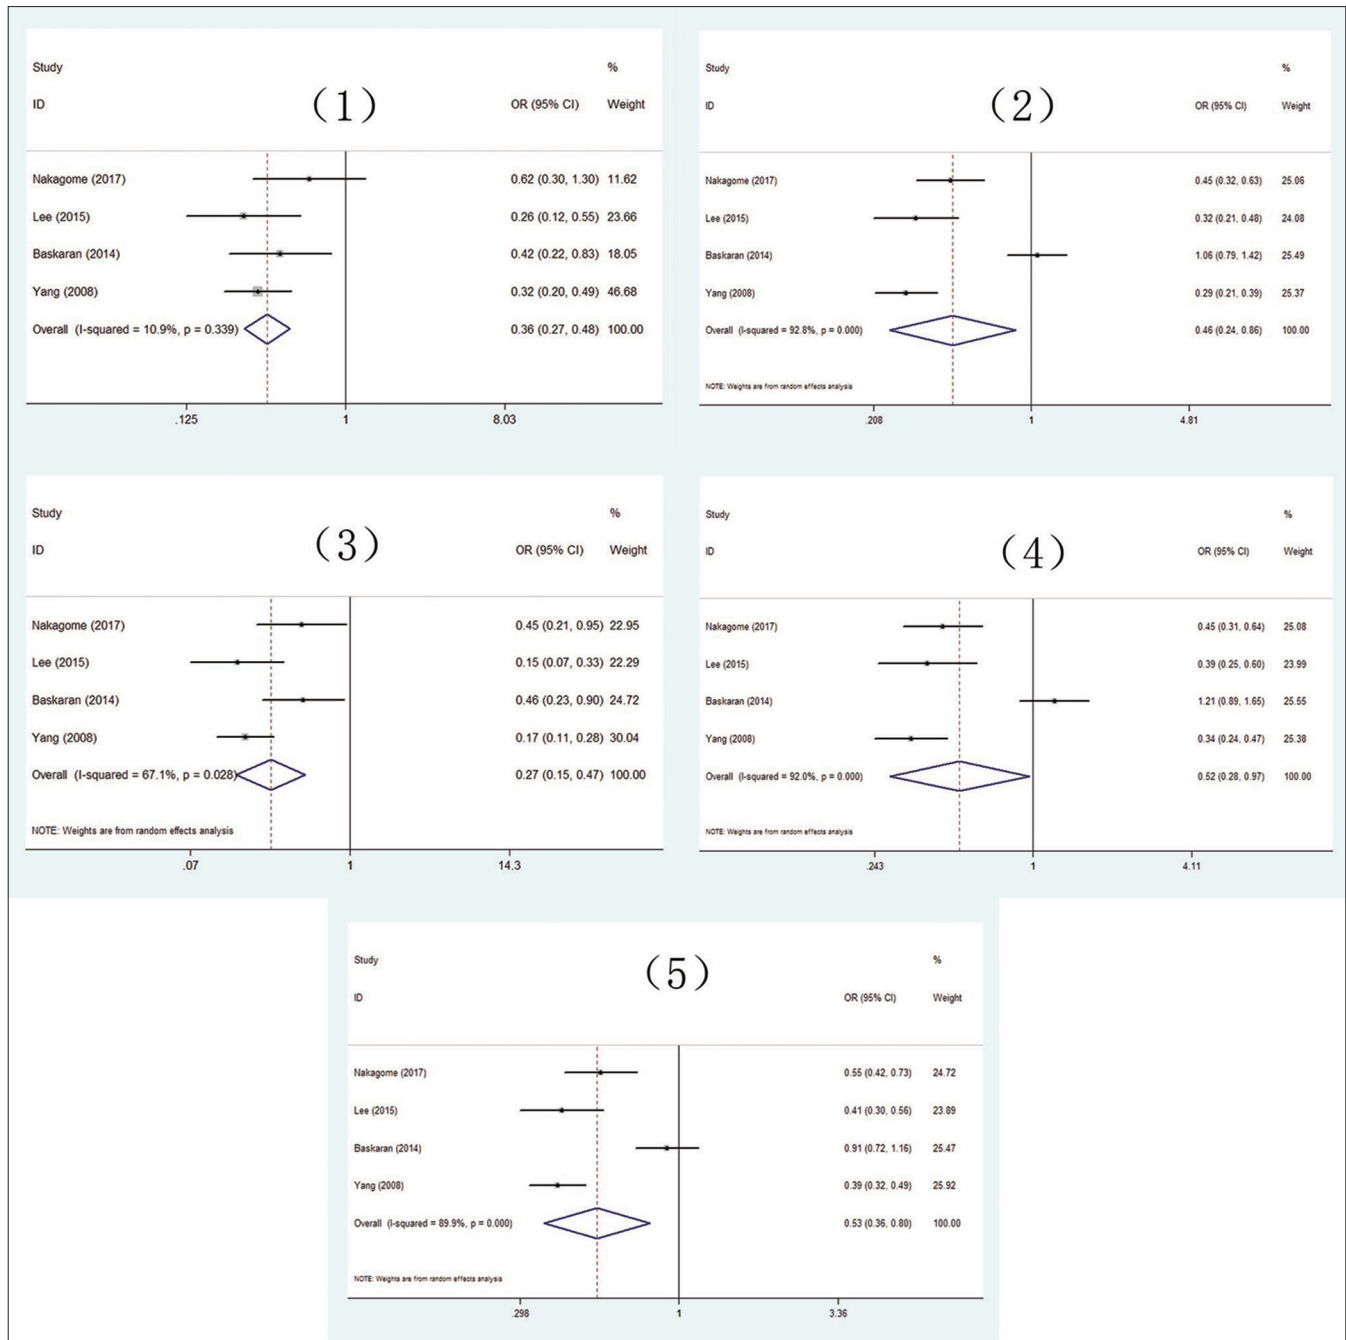 (1)
Study %
ID OR (95% CI) Weight
Nakagome (2017) 0.62 (0.30, 1.30) 11.62
Lee (2015) 0.26 (0.12, 0.55) 23.66
Baskaran (2014) 0.42 (0.22, 0.83) 18.05
Yang (2008) 0.32 (0.20, 0.49) 46.68
Overall (I-squared = 10.9%, p = 0.339) 0.36 (0.27, 0.48) 100.00
.125 1 8.03
(2)
Study %
ID OR (95% CI) Weight
Nakagome (2017) 0.45 (0.32, 0.63) 25.06
Lee (2015) 0.32 (0.21, 0.48) 24.08
Baskaran (2014) 1.06 (0.79, 1.42) 25.49
Yang (2008) 0.29 (0.21, 0.39) 25.37
Overall (I-squared = 92.8%, p = 0.000) 0.46 (0.24, 0.86) 100.00
NOTE: Weights are from random effects analysis
.208 1 4.81
(3)
Study %
ID OR (95% CI) Weight
Nakagome (2017) 0.45 (0.21, 0.95) 22.95
Lee (2015) 0.15 (0.07, 0.33) 22.29
Baskaran (2014) 0.46 (0.23, 0.90) 24.72
Yang (2008) 0.17 (0.11, 0.28) 30.04
Overall (I-squared = 67.1%, p = 0.028) 0.27 (0.15, 0.47) 100.00
NOTE: Weights are from random effects analysis
.07 1 14.3
(4)
Study %
ID OR (95% CI) Weight
Nakagome (2017) 0.45 (0.31, 0.64) 25.08
Lee (2015) 0.39 (0.25, 0.60) 23.99
Baskaran (2014) 1.21 (0.89, 1.65) 25.55
Yang (2008) 0.34 (0.24, 0.47) 25.38
Overall (I-squared = 92.0%, p = 0.000) 0.52 (0.28, 0.97) 100.00
NOTE: Weights are from random effects analysis
.243 1 4.11
(5)
Study %
ID OR (95% CI) Weight
Nakagome (2017) 0.55 (0.42, 0.73) 24.72
Lee (2015) 0.41 (0.30, 0.56) 23.89
Baskaran (2014) 0.91 (0.72, 1.16) 25.47
Yang (2008) 0.39 (0.32, 0.49) 25.92
Overall (I-squared = 89.9%, p = 0.000) 0.53 (0.36, 0.80) 100.00
NOTE: Weights are from random effects analysis
.298 1 3.36